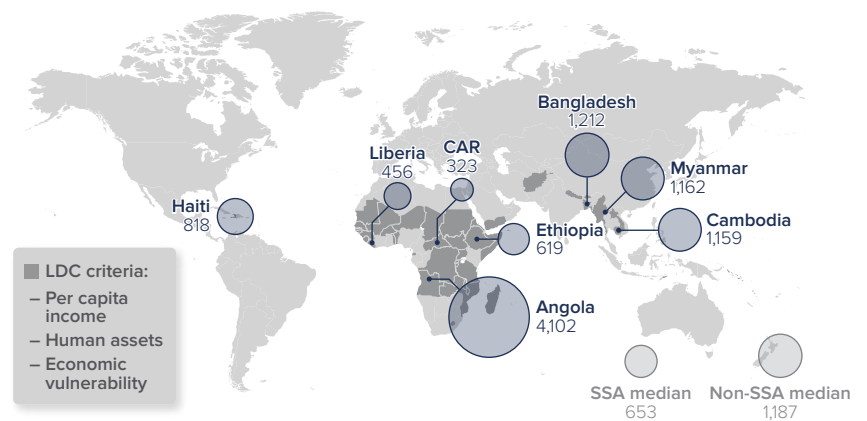 Bangladesh
1,212
Liberia
456
CAR
323
Myanmar
1,162
Haiti
818
Ethiopia
619
Cambodia
1,159
LDC criteria:
– Per capita
income
– Human assets
– Economic
vulnerability
Angola
4,102
SSA median
653
Non-SSA median
1,187